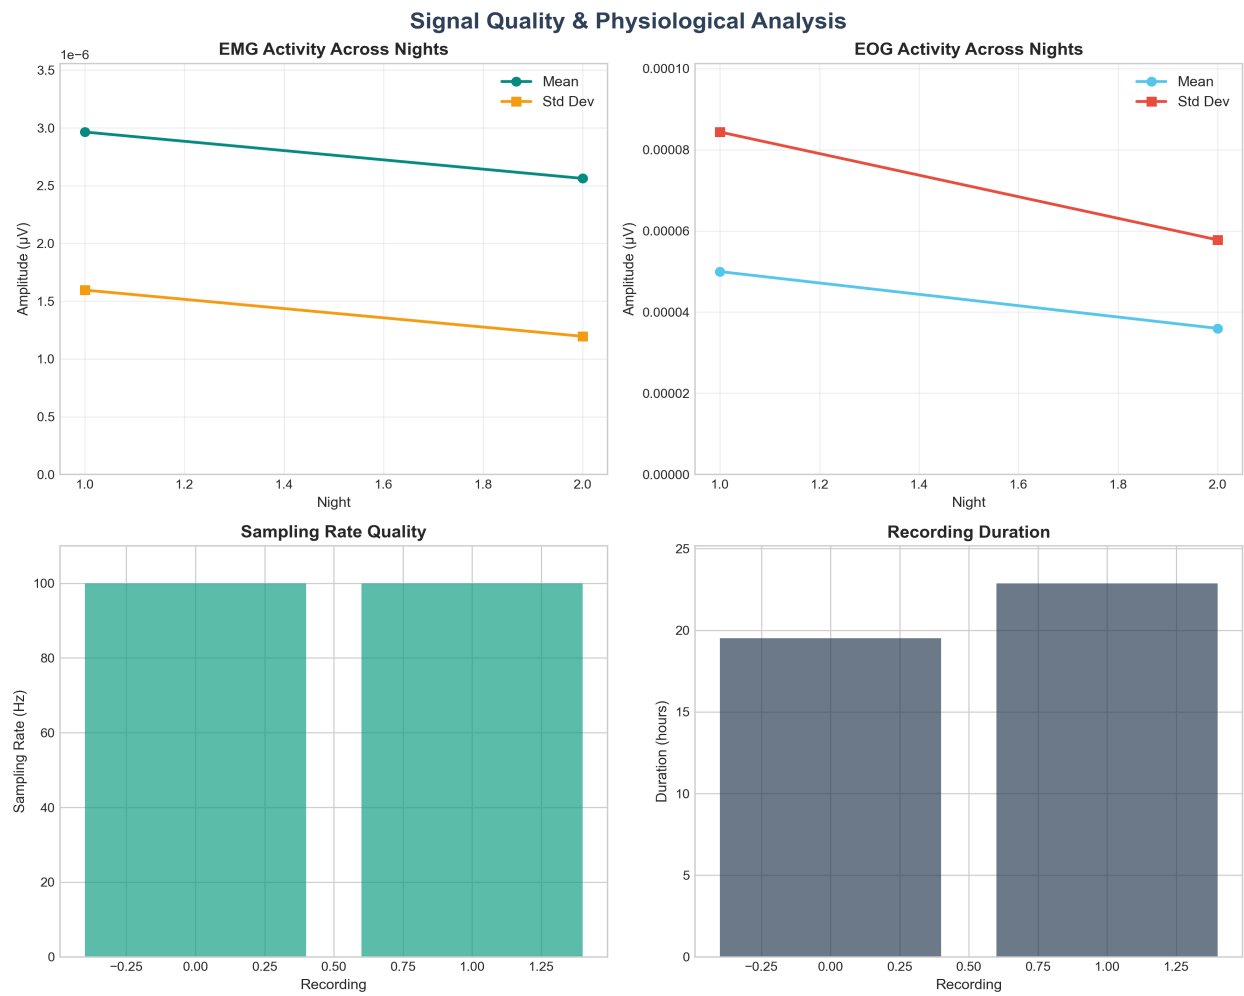 Signal Quality & Physiological Analysis
EMG Activity Across Nights
1e−6
3.5
3.0
2.5
2.0
1.5
1.0
0.5
0.0
Amplitude (μV)
Mean
Std Dev
1.0 1.2 1.4 1.6 1.8 2.0
Night
EOG Activity Across Nights
0.00010
0.00008
0.00006
0.00004
0.00002
0.00000
Amplitude (μV)
Mean
Std Dev
1.0 1.2 1.4 1.6 1.8 2.0
Night
Sampling Rate Quality
100
80
60
40
20
0
Sampling Rate (Hz)
−0.25 0.00 0.25 0.50 0.75 1.00 1.25
Recording
Recording Duration
25
20
15
10
5
0
Duration (hours)
−0.25 0.00 0.25 0.50 0.75 1.00 1.25
Recording